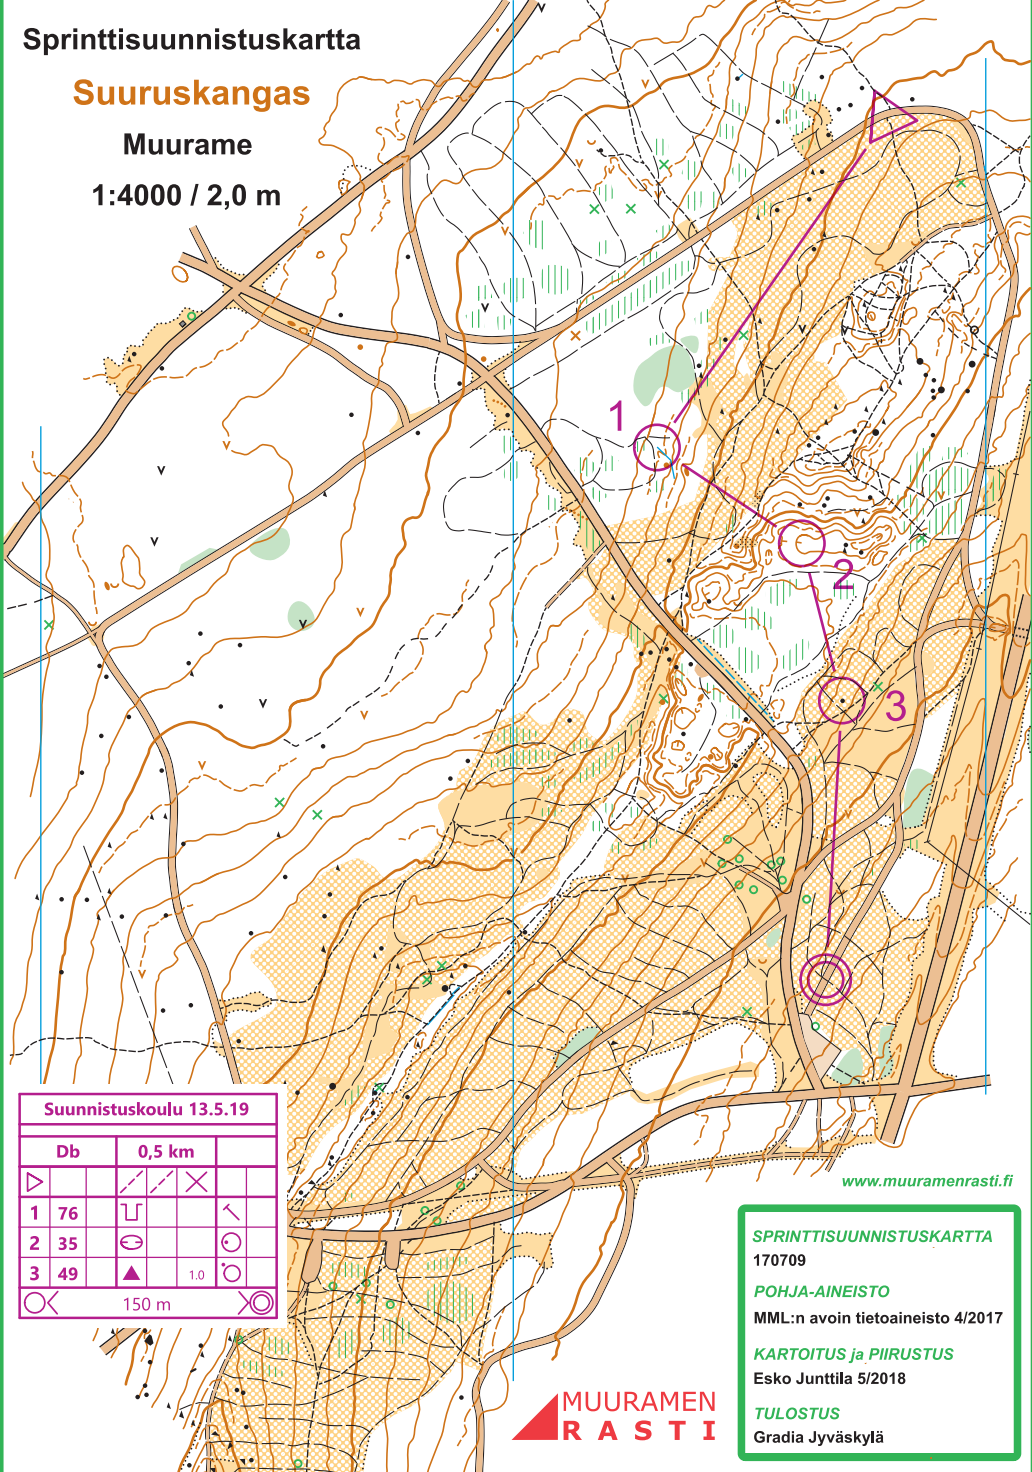 Sprinttisuunnistuskartta
Suuruskangas
Muurame
1:4000 / 2,0 m
1
2
3
Suunnistuskoulu 13.5.19
Db 0,5 km
1 76
2 35
3 49 1.0
150 m
www.muuramenrasti.fi
SPRINTTISUUNNISTUSKARTTA
170709
POHJA-AINEISTO
MML:n avoin tietoaineisto 4/2017
KARTOITUS ja PIIRUSTUS
Esko Junttila 5/2018
TULOSTUS
Gradia Jyväskylä
MUURAMEN
RASTI